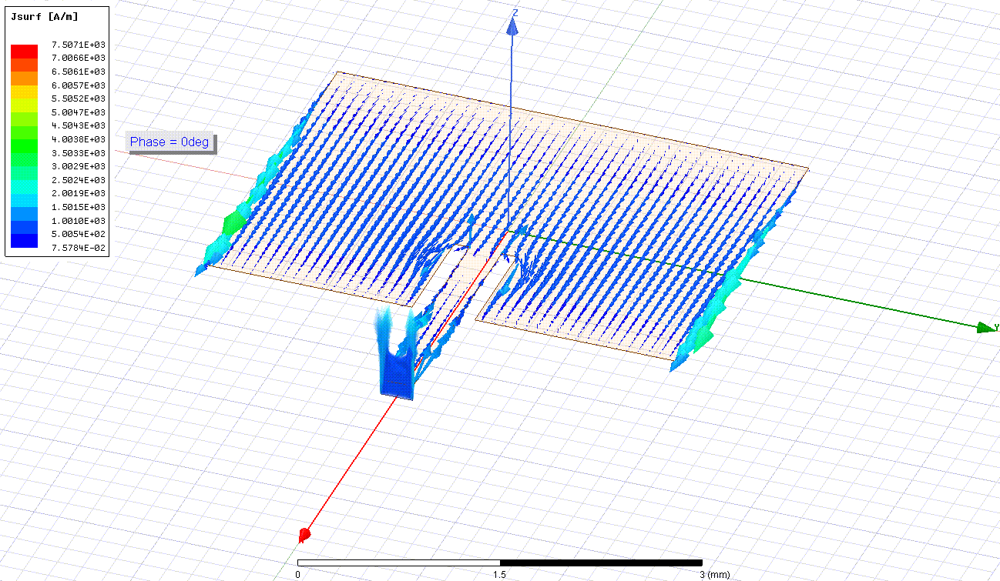 Jsurf [A/m]
7.5071E+03
7.0066E+03
6.5061E+03
6.0057E+03
5.5052E+03
5.0047E+03
4.5043E+03
4.0038E+03
3.5033E+03
3.0029E+03
2.5024E+03
2.0019E+03
1.5015E+03
1.0010E+03
5.0054E+02
7.5784E-02
Phase = 0deg
Z
Y
0
1.5
3 (mm)